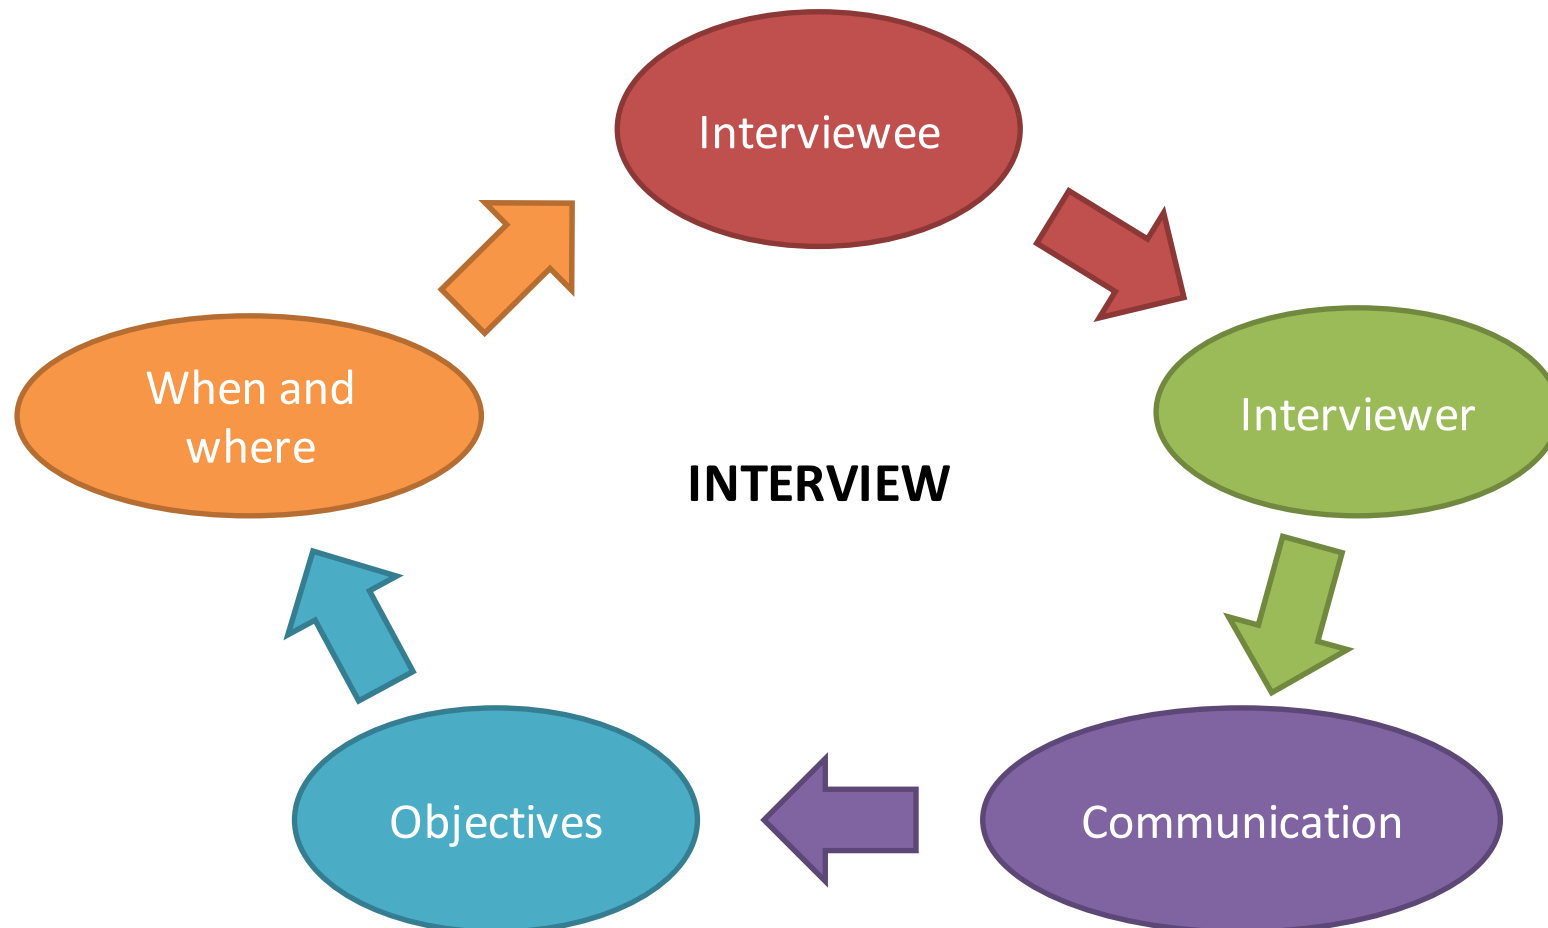 Interviewee
Interviewer
When and
where
INTERVIEW
Objectives
Communication